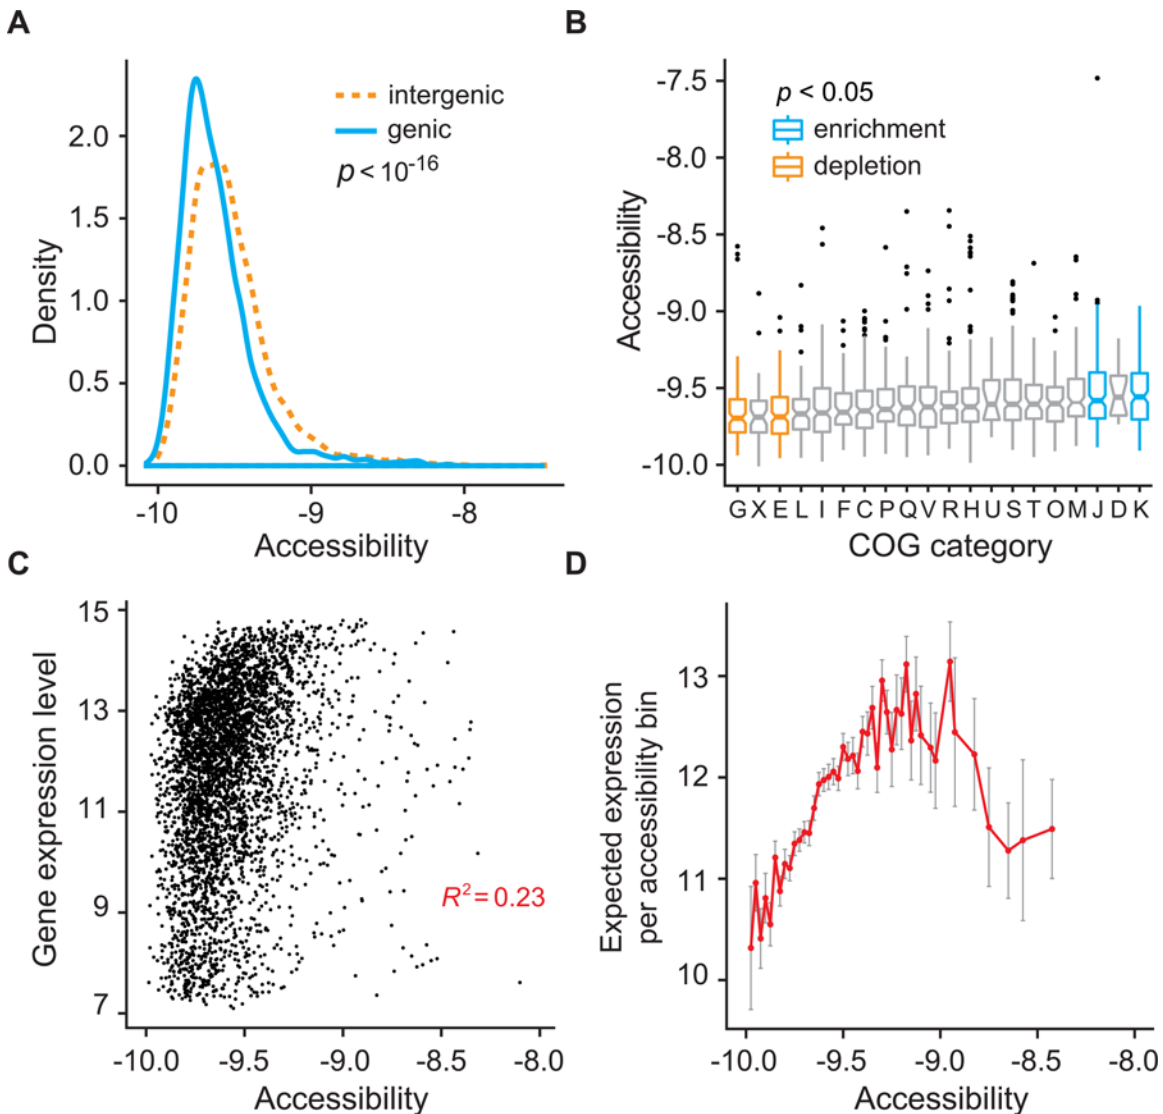 A
intergenic
genic
p < 10-16
2.0
1.5
1.0
0.5
0.0
Density
-10
-9
-8
Accessibility
B
p < 0.05
enrichment
depletion
-7.5
-8.0
-8.5
-9.0
-9.5
-10.0
Accessibility
G X E L I F C P Q V R H U S T O M J D K
COG category
C
15
13
11
9
7
Gene expression level
R2 = 0.23
-10.0 -9.5 -9.0 -8.5 -8.0
Accessibility
D
13
12
11
10
Expected expression
per accessibility bin
-10.0 -9.5 -9.0 -8.5 -8.0
Accessibility